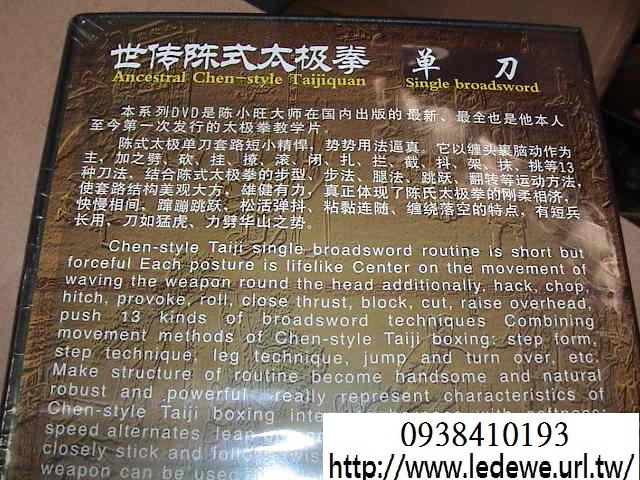 世传陈式太极拳 单刀
Ancestral Chen-style Taijiquan Single broadsword
本系列DVD是陈小旺大师在国内出版的最新、最全也是他本人
至今第一次发行的太极拳教学片。
陈式太极单刀套路短小精悍，势势用法逼真。它以缠头裹脑动作为
主，加之劈、砍、挂、撩、滚、闭、扎、拦、截、抖、架、抹、挑等13
种刀法，结合陈式太极拳的步型、步法、腿法、跳跃、翻转等运动方法，
使套路结构美观大方，雄健有力，真正体现了陈氏太极拳的刚柔相济，
快慢相间，蹿蹦跳跃、松活弹抖，粘黏连随、缠绕落空的特点，有短兵
长用，刀如猛虎、力劈华山之势。
Chen-style Taiji single broadsword routine is short but
forceful Each posture is lifelike Center on the movement of
waving the weapon round the head additionally, hack, chop,
hitch, provoke, roll, close thrust, block, cut, raise overhead,
push 13 kinds of broadsword techniques Combining
movement methods of Chen-style Taiji boxing: step form,
step technique, leg technique, jump and turn over, etc.
Make structure of routine become handsome and natural
robust and powerful really represent characteristics of
Chen-style Taiji boxing with softness;
speed alternates
closely stick and follow
weapon can be used
0938410193
http://www.ledewe.url.tw/